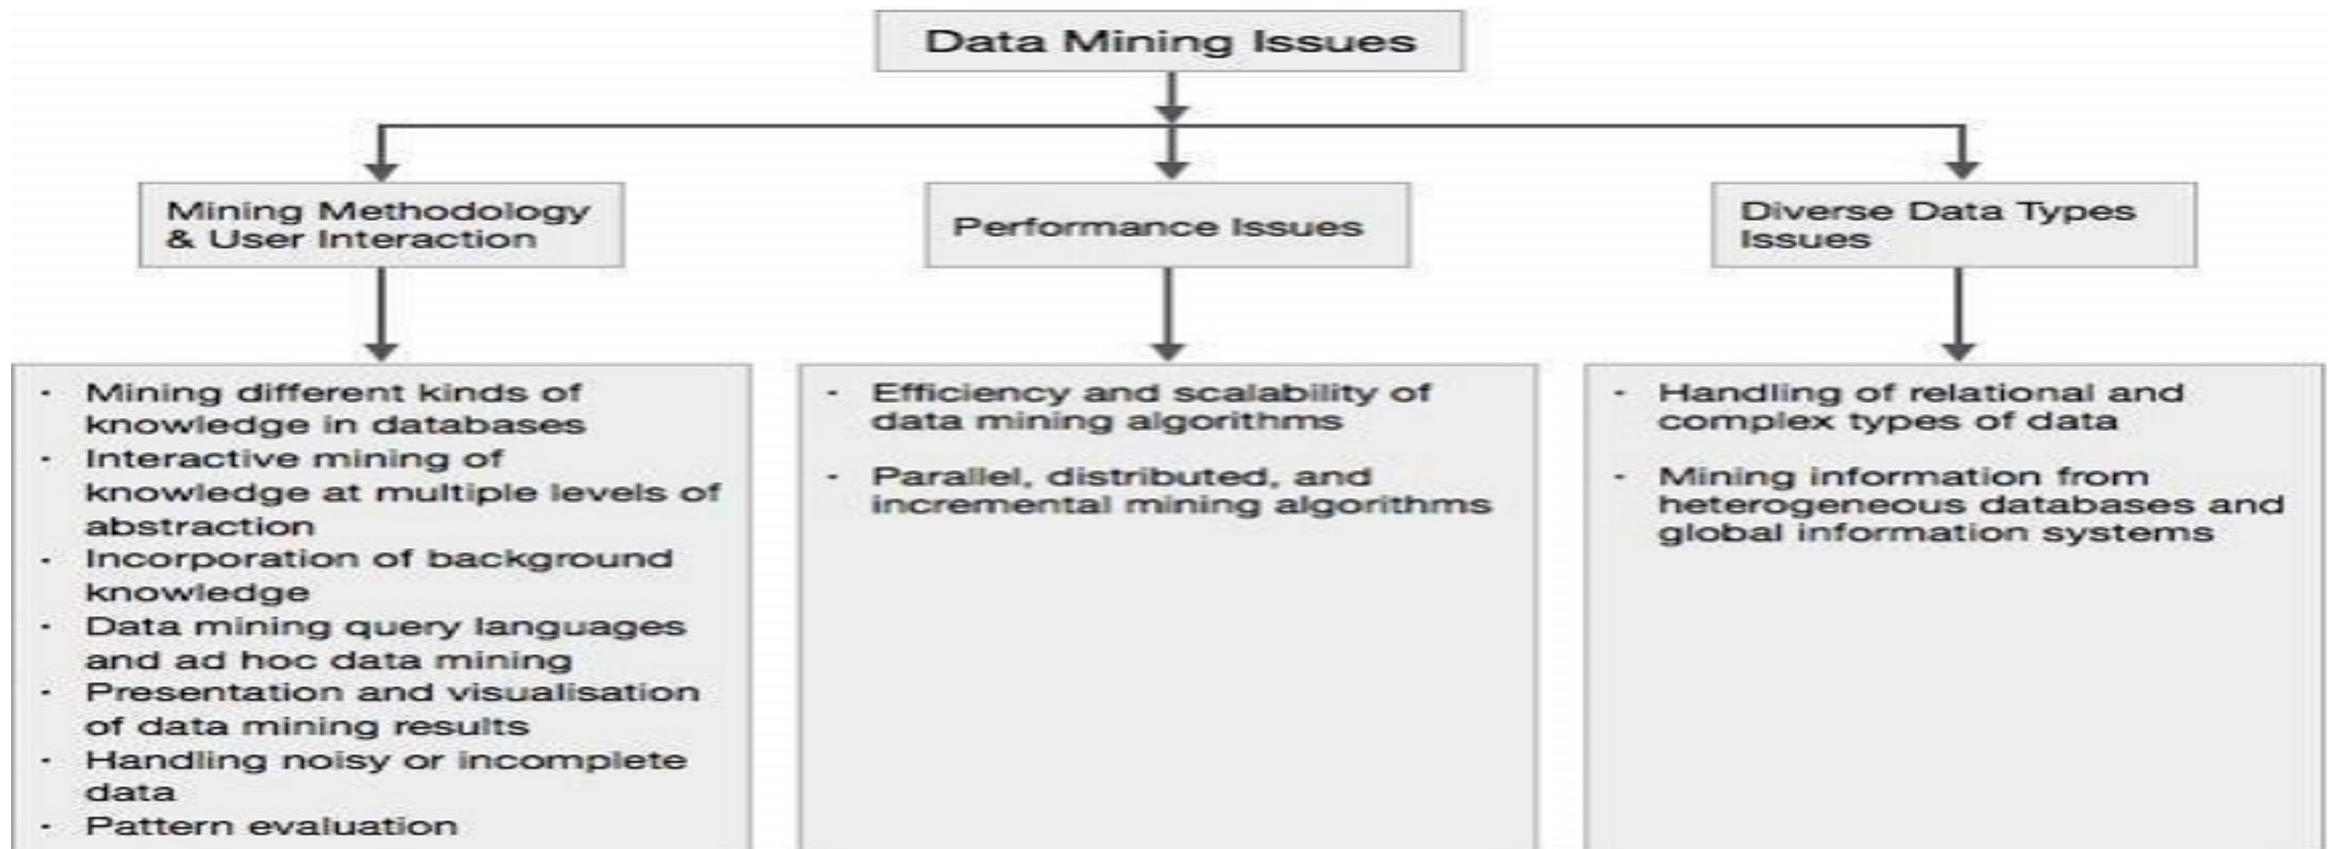 Data Mining Issues
Mining Methodology
& User Interaction
Performance Issues
Diverse Data Types
Issues
· Mining different kinds of
knowledge in databases
· Interactive mining of
knowledge at multiple levels of
abstraction
· Incorporation of background
knowledge
· Data mining query languages
and ad hoc data mining
· Presentation and visualisation
of data mining results
· Handling noisy or incomplete
data
· Pattern evaluation
· Efficiency and scalability of
data mining algorithms
· Parallel, distributed, and
incremental mining algorithms
· Handling of relational and
complex types of data
· Mining information from
heterogeneous databases and
global information systems